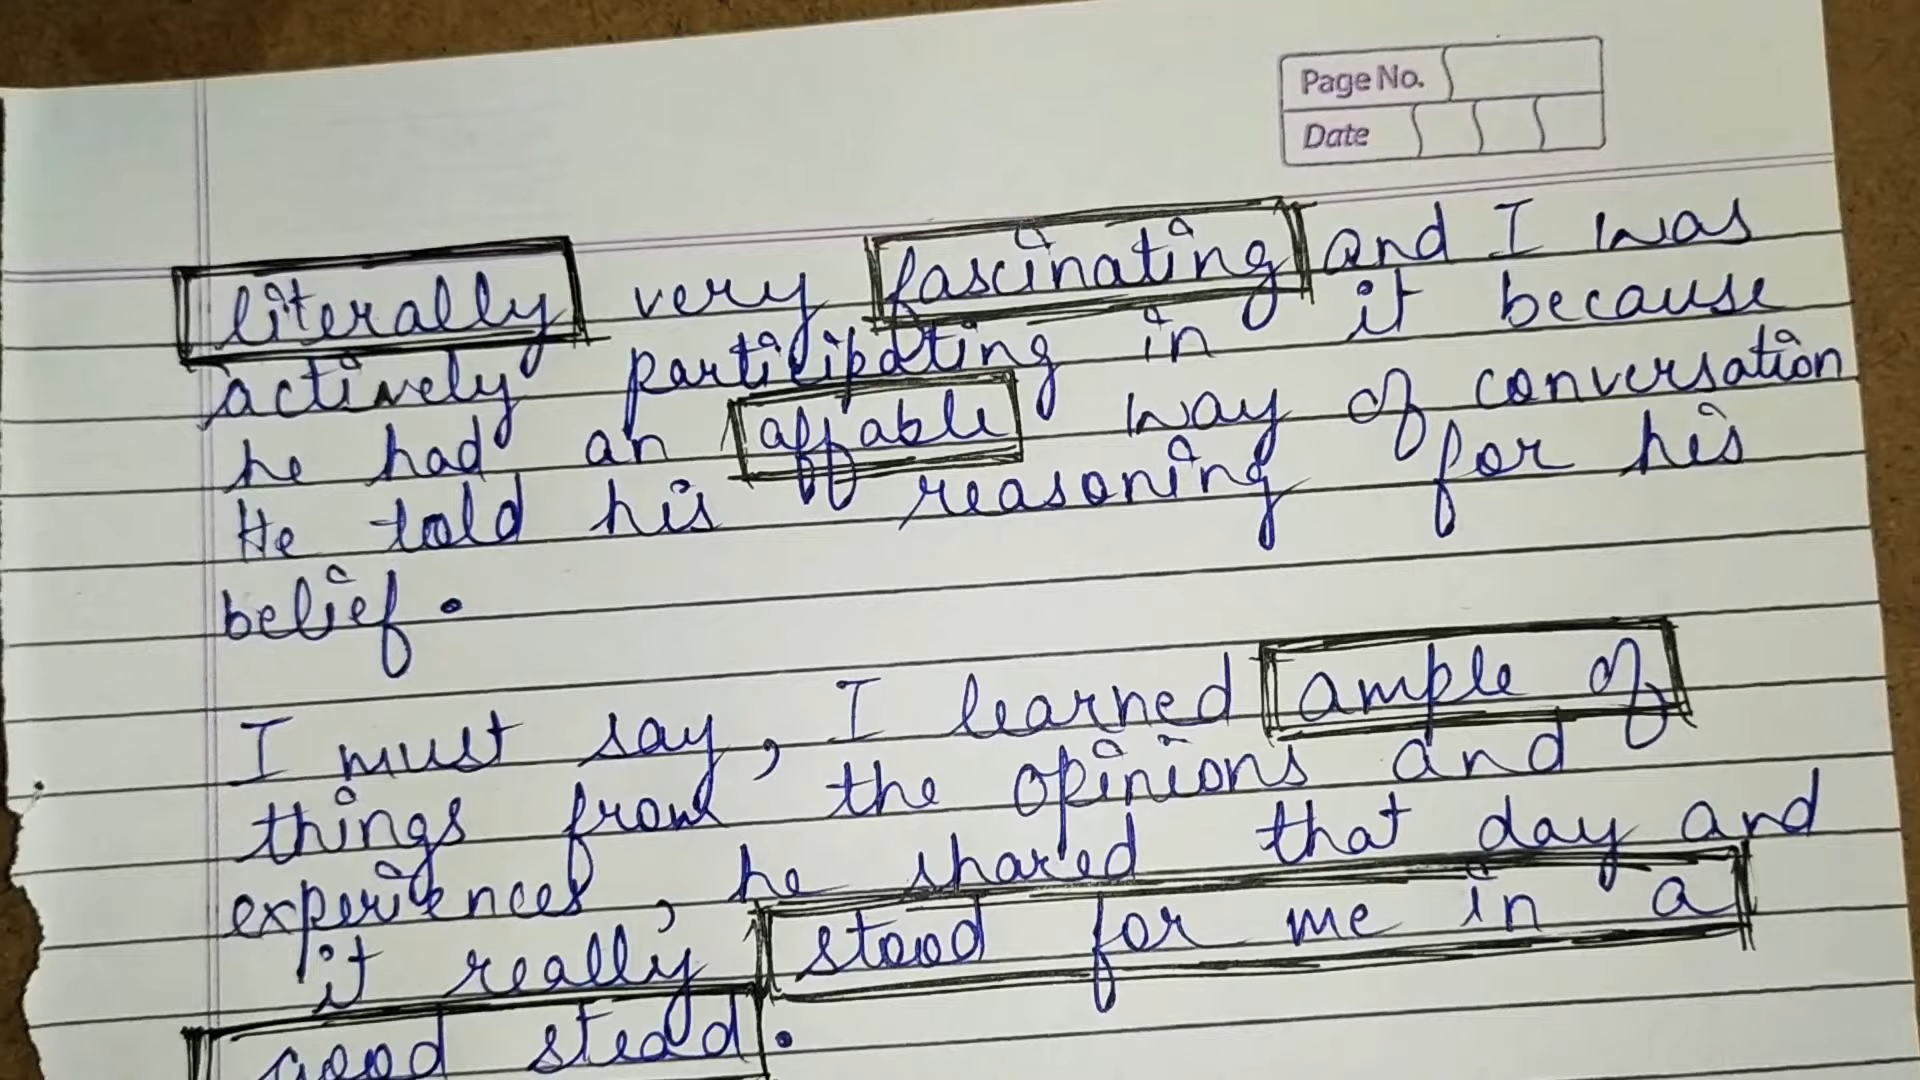 Page No.
Date
literally very fascinating and I was
actively participating in it because
he had an affable way of conversation
He told his reasoning for his
belief.
I must say, I learned ample of
things from the opinions and
experiences, he shared that day and
it really stood for me in a
good stead.